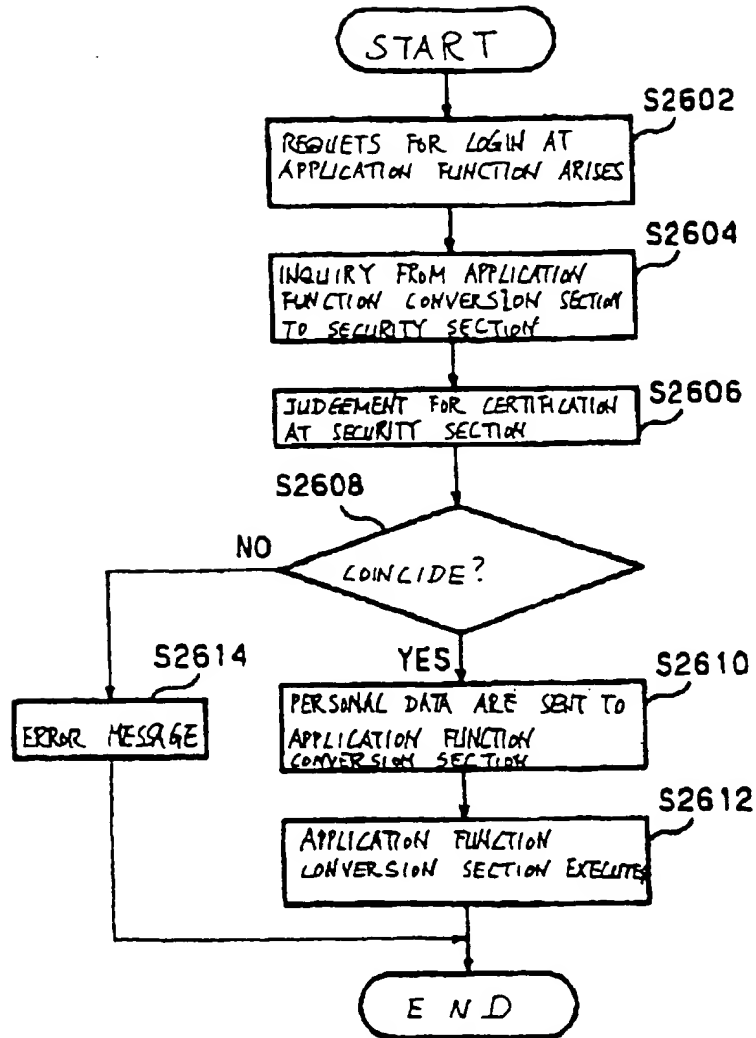 START
S2602
REQUETS FOR LOGIN AT
APPLICATION FUNCTION ARISES
S2604
INQUIRY FROM APPLICATION
FUNCTION CONVERSION SECTION
TO SECURITY SECTION
S2606
JUDGEMENT FOR CERTIFICATION
AT SECURITY SECTION
S2608
COINCIDE?
NO
YES
S2614
ERROR MESSAGE
S2610
PERSONAL DATA ARE SENT TO
APPLICATION FUNCTION
CONVERSION SECTION
S2612
APPLICATION FUNCTION
CONVERSION SECTION EXECUTES
END